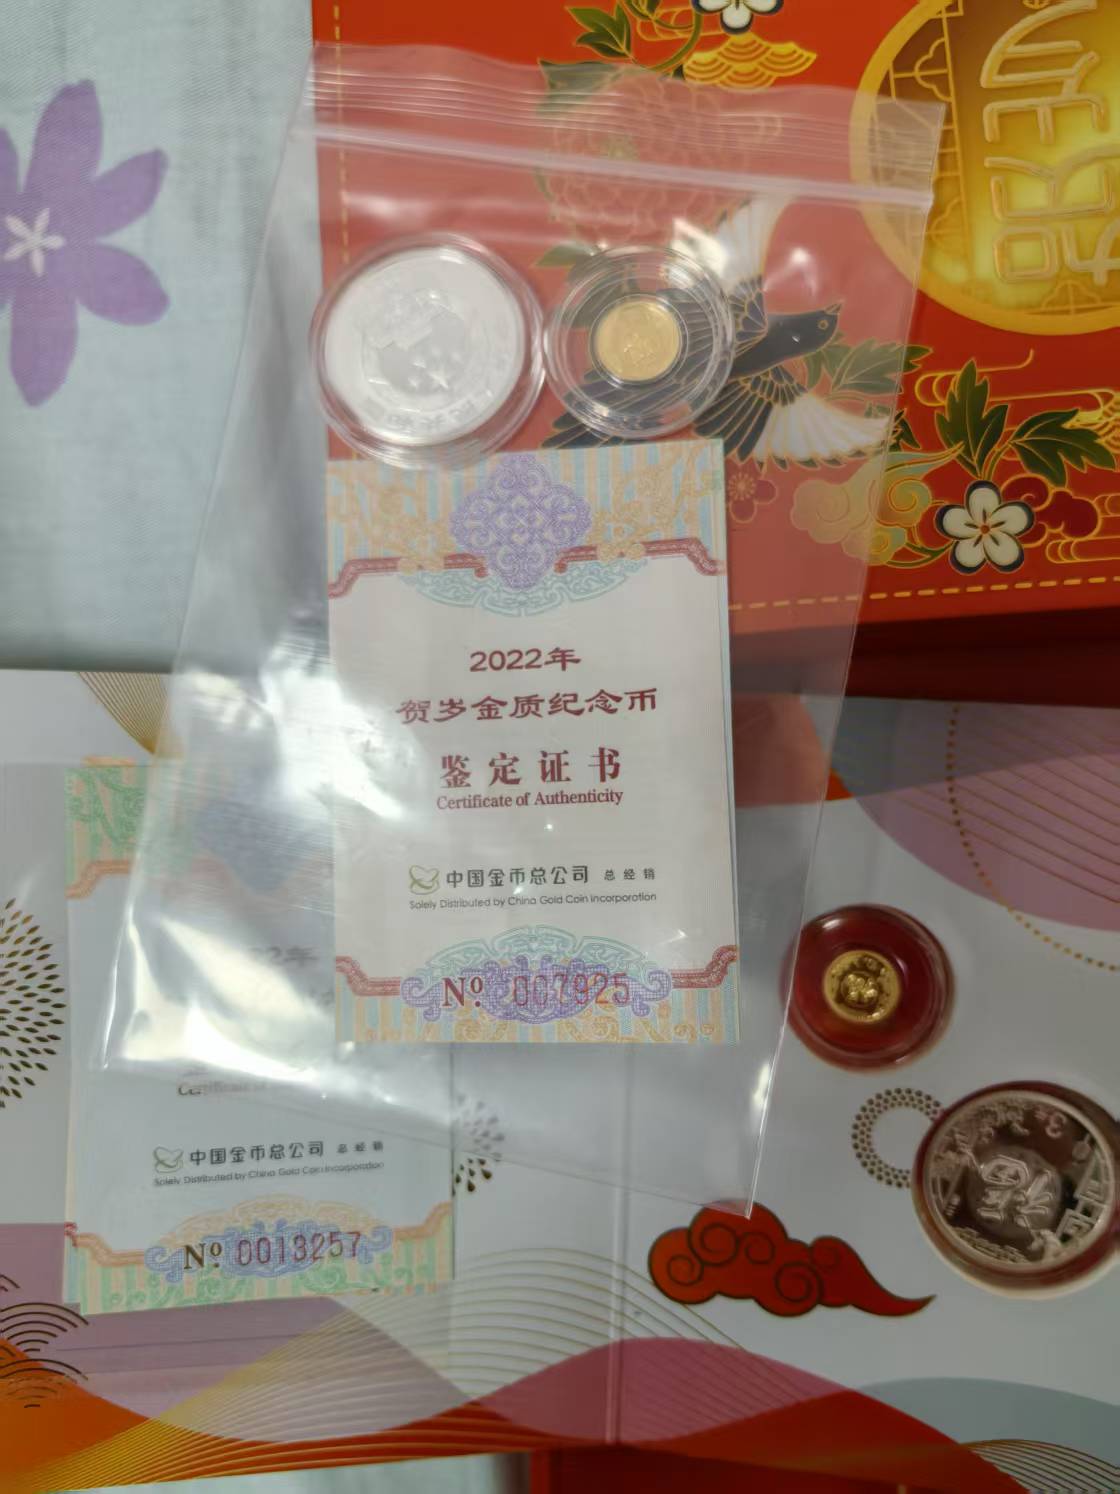 2022年
贺岁金质纪念币
鉴定证书
Certificate of Authenticity
中国金币总公司 总经销
Solely Distributed by China Gold Coin Incorporation
Nº 007925
2年
中国金币总公司 总经销
Solely Distributed by China Gold Coin Incorporation
Nº 0013257